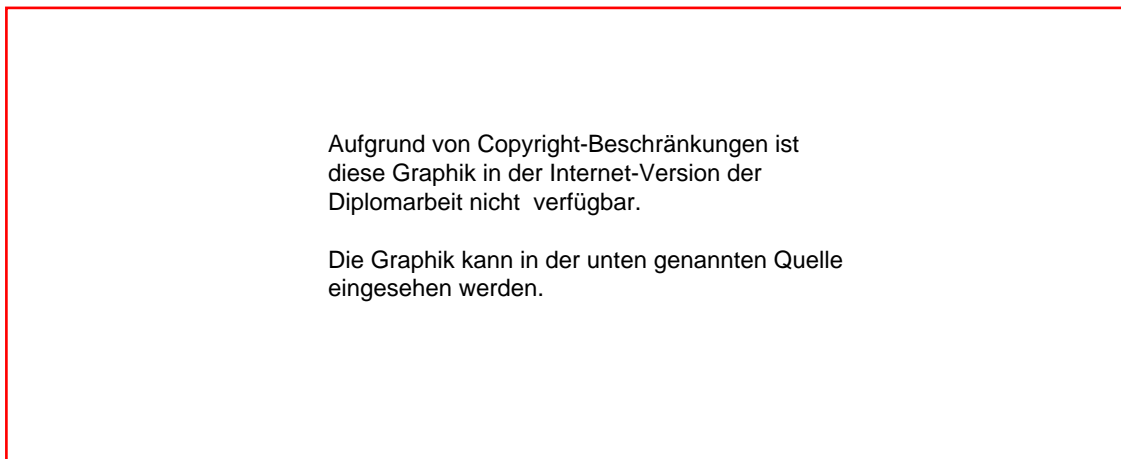 Aufgrund von Copyright-Beschränkungen ist
diese Graphik in der Internet-Version der
Diplomarbeit nicht verfügbar.
Die Graphik kann in der unten genannten Quelle
eingesehen werden.